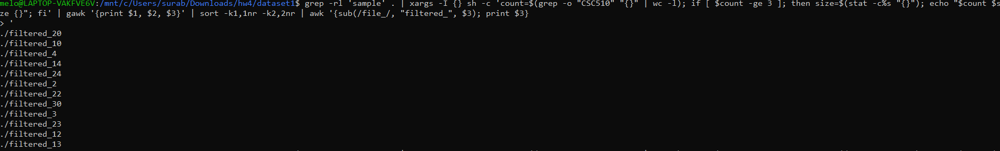 melo@LAPTOP-VAKFVE6V:/mnt/c/Users/surab/Downloads/hw4/dataset1$ grep -rl 'sample' . | xargs -I {} sh -c 'count=$(grep -o "CSC510" "{}" | wc -l); if [ $count -ge 3 ]; then size=$(stat -c%s "{}"); echo "$count $s
ze {}"; fi' | gawk '{print $1, $2, $3}' | sort -k1,1nr -k2,2nr | awk '{sub(/file_/, "filtered_", $3); print $3}
> '
./filtered_20
./filtered_10
./filtered_4
./filtered_14
./filtered_24
./filtered_2
./filtered_22
./filtered_30
./filtered_3
./filtered_23
./filtered_12
./filtered_13